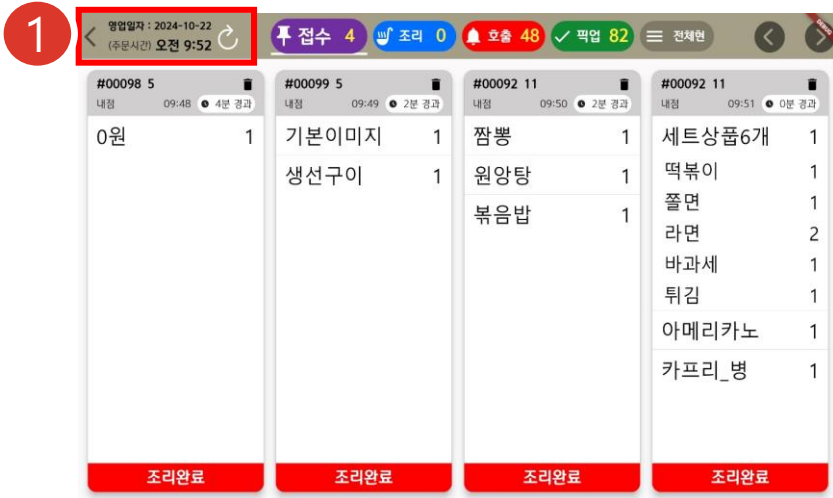 1
영업일자 : 2024-10-22
(주문시간) 오전 9:52
접수 4
조리 0
호출 48
픽업 82
전체현
#00098 5
내점 09:48 4분 경과
0원 1
조리완료
#00099 5
내점 09:49 2분 경과
기본이미지 1
생선구이 1
조리완료
#00092 11
내점 09:50 2분 경과
짬뽕 1
원앙탕 1
볶음밥 1
조리완료
#00092 11
내점 09:51 0분 경과
세트상품6개 1
떡볶이 1
쫄면 1
라면 2
바과세 1
튀김 1
아메리카노 1
카프리_병 1
조리완료